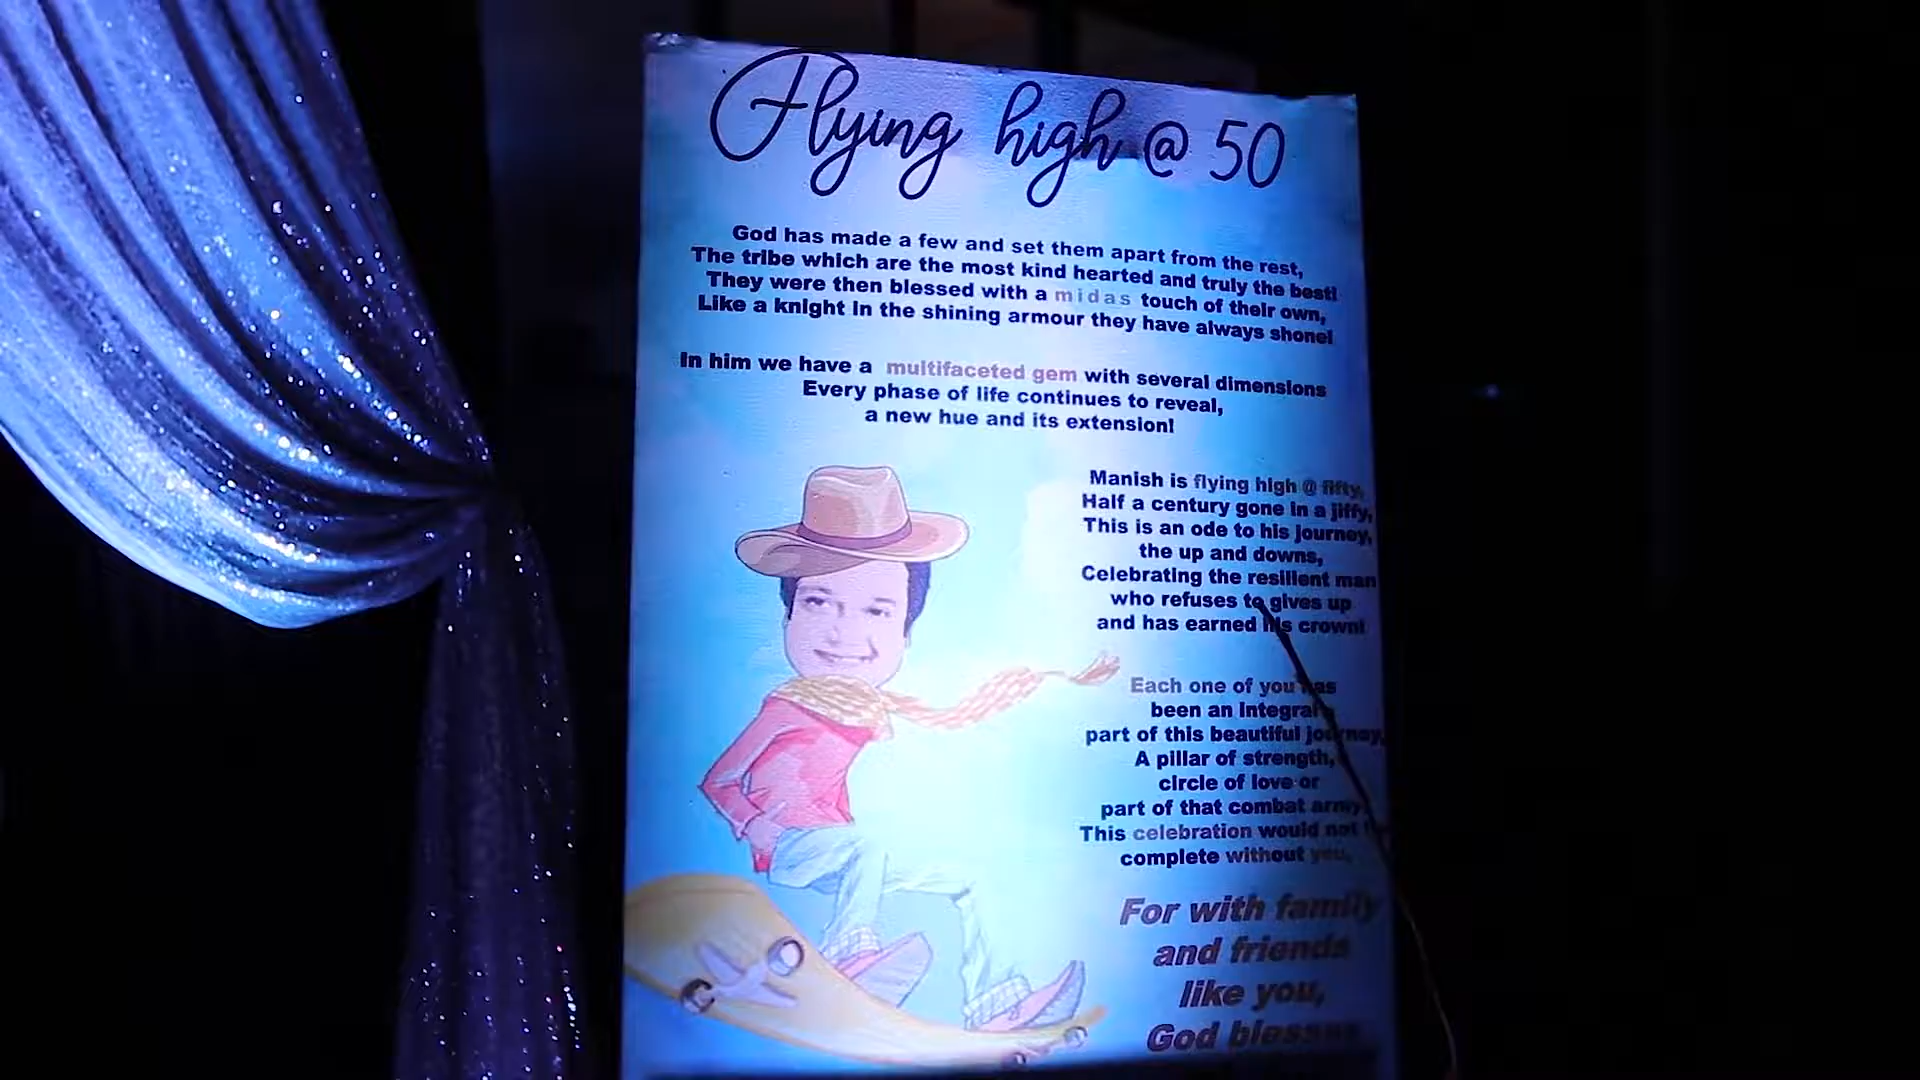 Flying high @ 50
God has made a few and set them apart from the rest,
The tribe which are the most kind hearted and truly the best!
They were then blessed with a midas touch of their own,
Like a knight in the shining armour they have always shone!
In him we have a multifaceted gem with several dimensions
Every phase of life continues to reveal,
a new hue and its extension!
Manish is flying high @ fifty,
Half a century gone in a jiffy,
This is an ode to his journey,
the up and downs,
Celebrating the resilient man
who refuses to gives up
and has earned his crown!
Each one of you has
been an integral
part of this beautiful journey,
A pillar of strength,
circle of love or
part of that combat army
This celebration would not
complete without you,
For with family
and friends
like you,
God